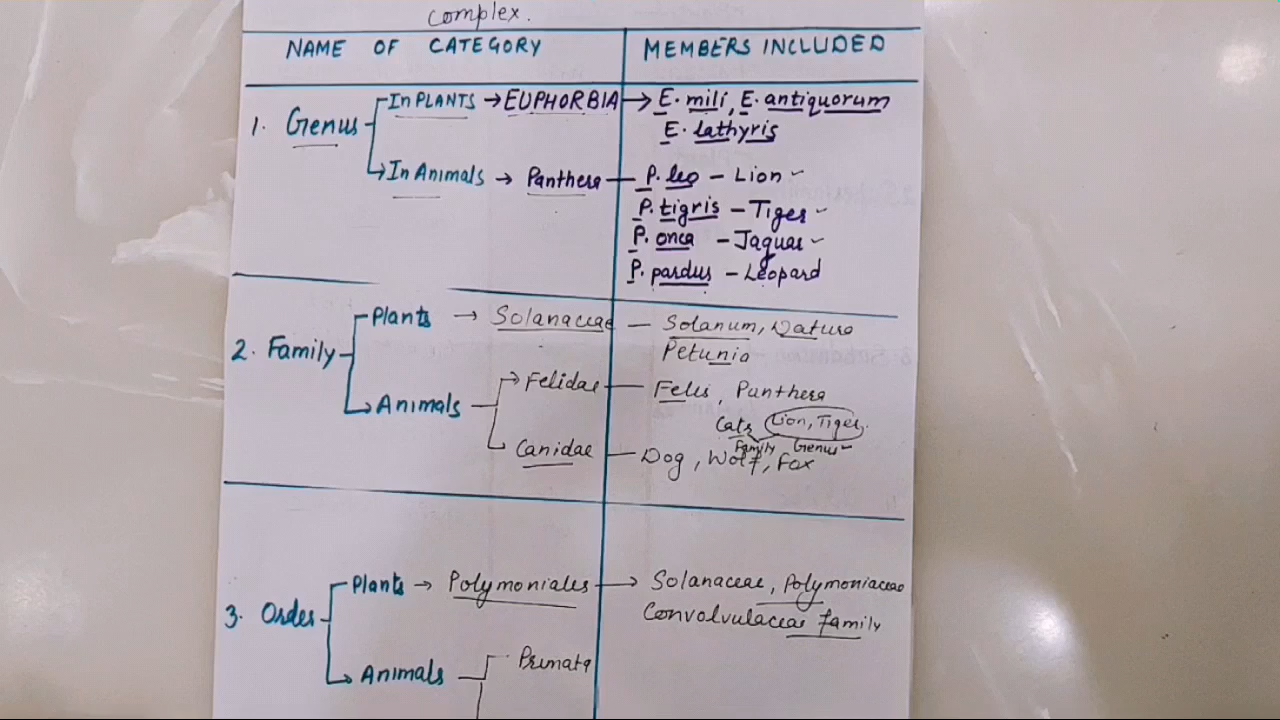 complex.
NAME OF CATEGORY MEMBERS INCLUDED
In PLANTS → EUPHORBIA → E. mili, E. antiquorum
1. Genus
E. lathyris
In Animals → Panthera — P. leo – Lion
P. tigris – Tiger
P. onca – Jaguar
P. pardus – Leopard
Plants → Solanaceae — Solanum, Datura
2. Family Petunia
Animals Felidae — Felis, Panthera
Cats Lion, Tiger.
Family Genus
Canidae — Dog, Wolf, Fox
Plants → Polymoniales → Solanaceae, Polymoniaceae
3. Order Convolvulaceae family
Animals Primata